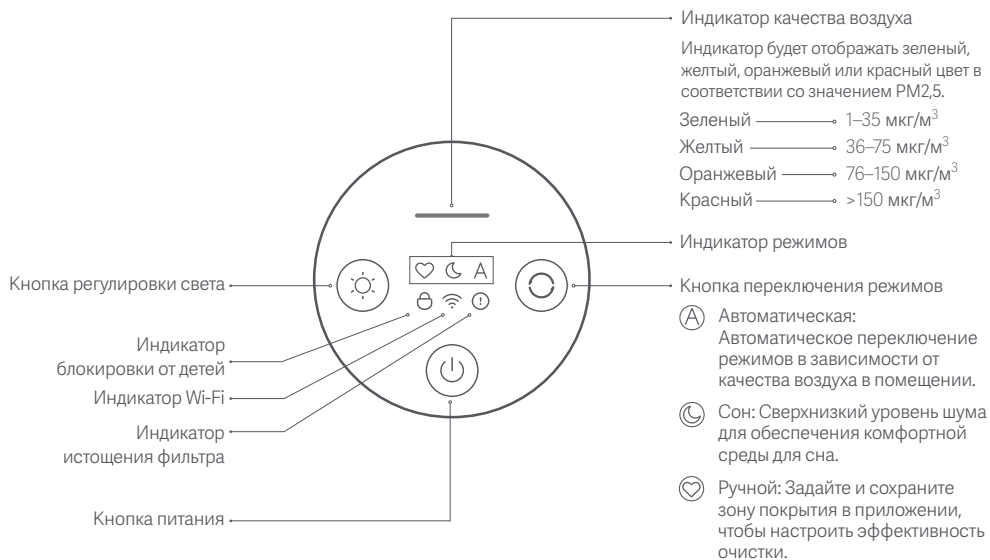 Индикатор качества воздуха
Индикатор будет отображать зеленый,
желтый, оранжевый или красный цвет в
соответствии со значением PM2,5.
Зеленый 1–35 мкг/м³
Желтый 36–75 мкг/м³
Оранжевый 76–150 мкг/м³
Красный >150 мкг/м³
Индикатор режимов
Кнопка переключения режимов
A Автоматическая:
Автоматическое переключение
режимов в зависимости от
качества воздуха в помещении.
Сон: Сверхнизкий уровень шума
для обеспечения комфортной
среды для сна.
Ручной: Задайте и сохраните
зону покрытия в приложении,
чтобы настроить эффективность
очистки.
A
Кнопка регулировки света
Индикатор
блокировки от детей
Индикатор Wi-Fi
Индикатор
истощения фильтра
Кнопка питания